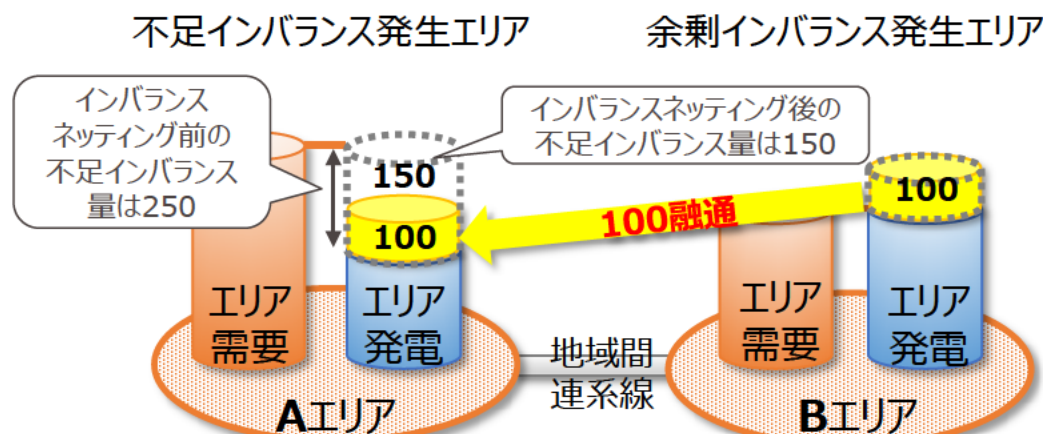 不足インバランス発生エリア
余剰インバランス発生エリア
インバランス
ネッティング前の
不足インバランス
量は250
インバランスネッティング後の
不足インバランス量は150
150
100
100融通
100
エリア
需要
エリア
発電
エリア
需要
エリア
発電
地域間
連系線
Aエリア
Bエリア